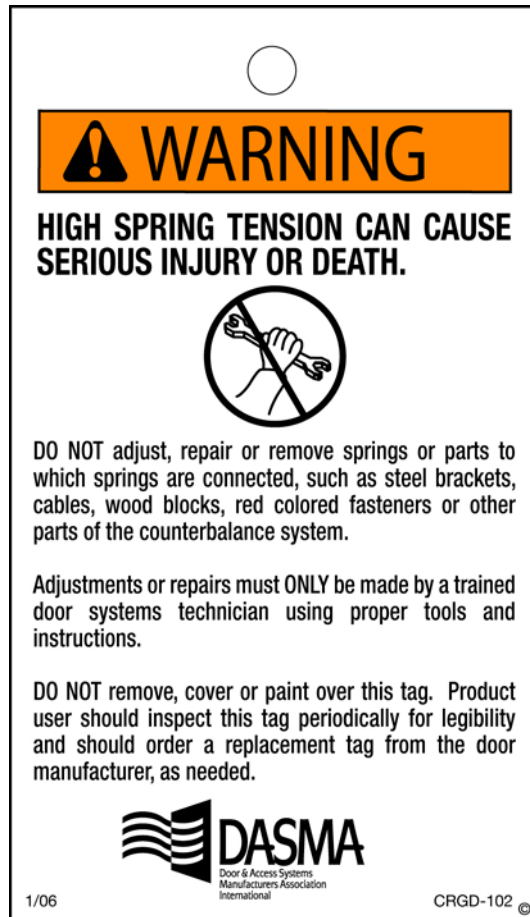 WARNING
HIGH SPRING TENSION CAN CAUSE
SERIOUS INJURY OR DEATH.
DO NOT adjust, repair or remove springs or parts to
which springs are connected, such as steel brackets,
cables, wood blocks, red colored fasteners or other
parts of the counterbalance system.
Adjustments or repairs must ONLY be made by a trained
door systems technician using proper tools and
instructions.
DO NOT remove, cover or paint over this tag. Product
user should inspect this tag periodically for legibility
and should order a replacement tag from the door
manufacturer, as needed.
DASMA
Door & Access Systems
Manufacturers Association
International
1/06
CRGD-102 ©